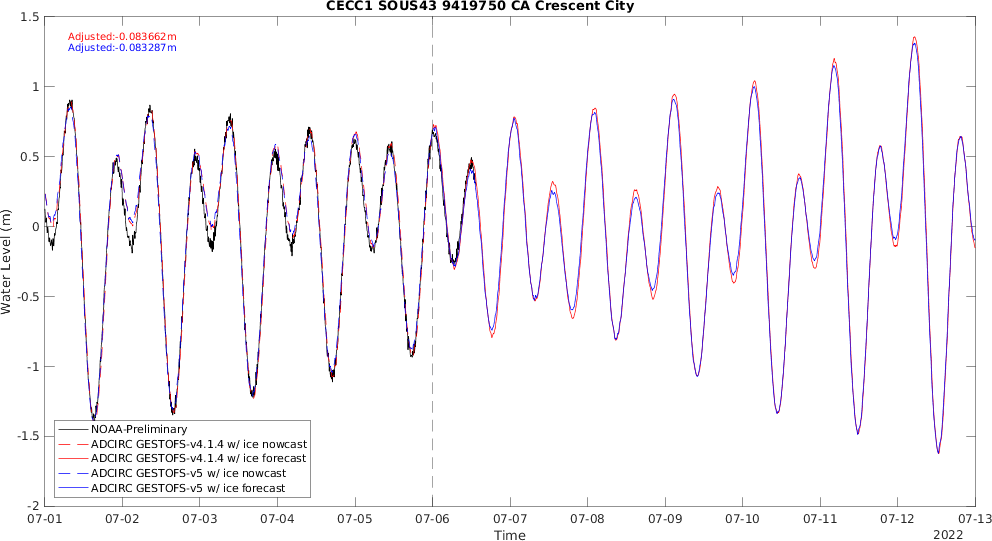 CECC1 SOUS43 9419750 CA Crescent City
Adjusted:-0.083662m
Adjusted:-0.083287m
1.5
1
0.5
0
-0.5
-1
-1.5
-2
Water Level (m)
NOAA-Preliminary
ADCIRC GESTOFS-v4.1.4 w/ ice nowcast
ADCIRC GESTOFS-v4.1.4 w/ ice forecast
ADCIRC GESTOFS-v5 w/ ice nowcast
ADCIRC GESTOFS-v5 w/ ice forecast
07-01 07-02 07-03 07-04 07-05 07-06 07-07 07-08 07-09 07-10 07-11 07-12 07-13
Time
2022